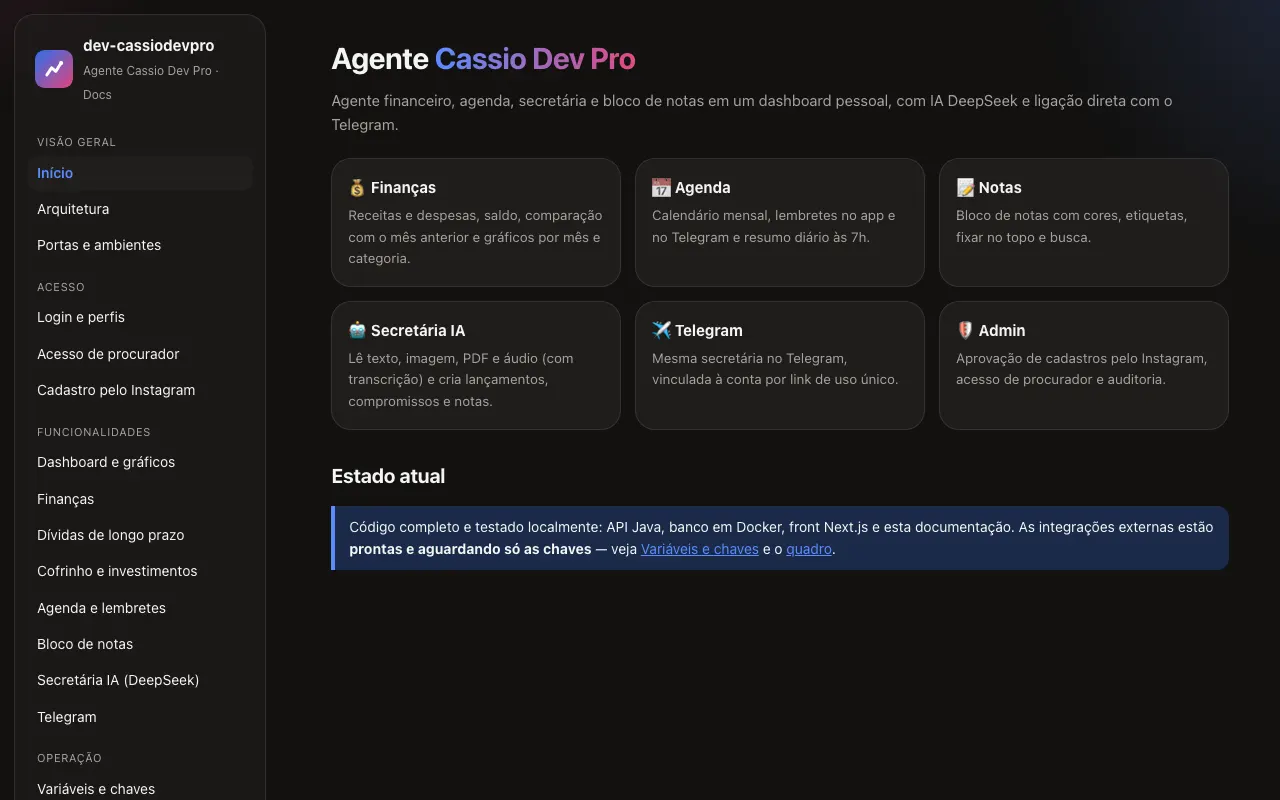 dev-cassiodevpro
Agente Cassio Dev Pro ·
Docs
VISÃO GERAL
Início
Arquitetura
Portas e ambientes
ACESSO
Login e perfis
Acesso de procurador
Cadastro pelo Instagram
FUNCIONALIDADES
Dashboard e gráficos
Finanças
Dívidas de longo prazo
Cofrinho e investimentos
Agenda e lembretes
Bloco de notas
Secretária IA (DeepSeek)
Telegram
OPERAÇÃO
Variáveis e chaves
Agente Cassio Dev Pro
Agente financeiro, agenda, secretária e bloco de notas em um dashboard pessoal, com IA DeepSeek e ligação direta com o
Telegram.
Finanças
Receitas e despesas, saldo, comparação
com o mês anterior e gráficos por mês e
categoria.
17 Agenda
Calendário mensal, lembretes no app e
no Telegram e resumo diário às 7h.
Notas
Bloco de notas com cores, etiquetas,
fixar no topo e busca.
Secretária IA
Lê texto, imagem, PDF e áudio (com
transcrição) e cria lançamentos,
compromissos e notas.
Telegram
Mesma secretária no Telegram,
vinculada à conta por link de uso único.
Admin
Aprovação de cadastros pelo Instagram,
acesso de procurador e auditoria.
Estado atual
Código completo e testado localmente: API Java, banco em Docker, front Next.js e esta documentação. As integrações externas estão
prontas e aguardando só as chaves — veja Variáveis e chaves e o quadro.